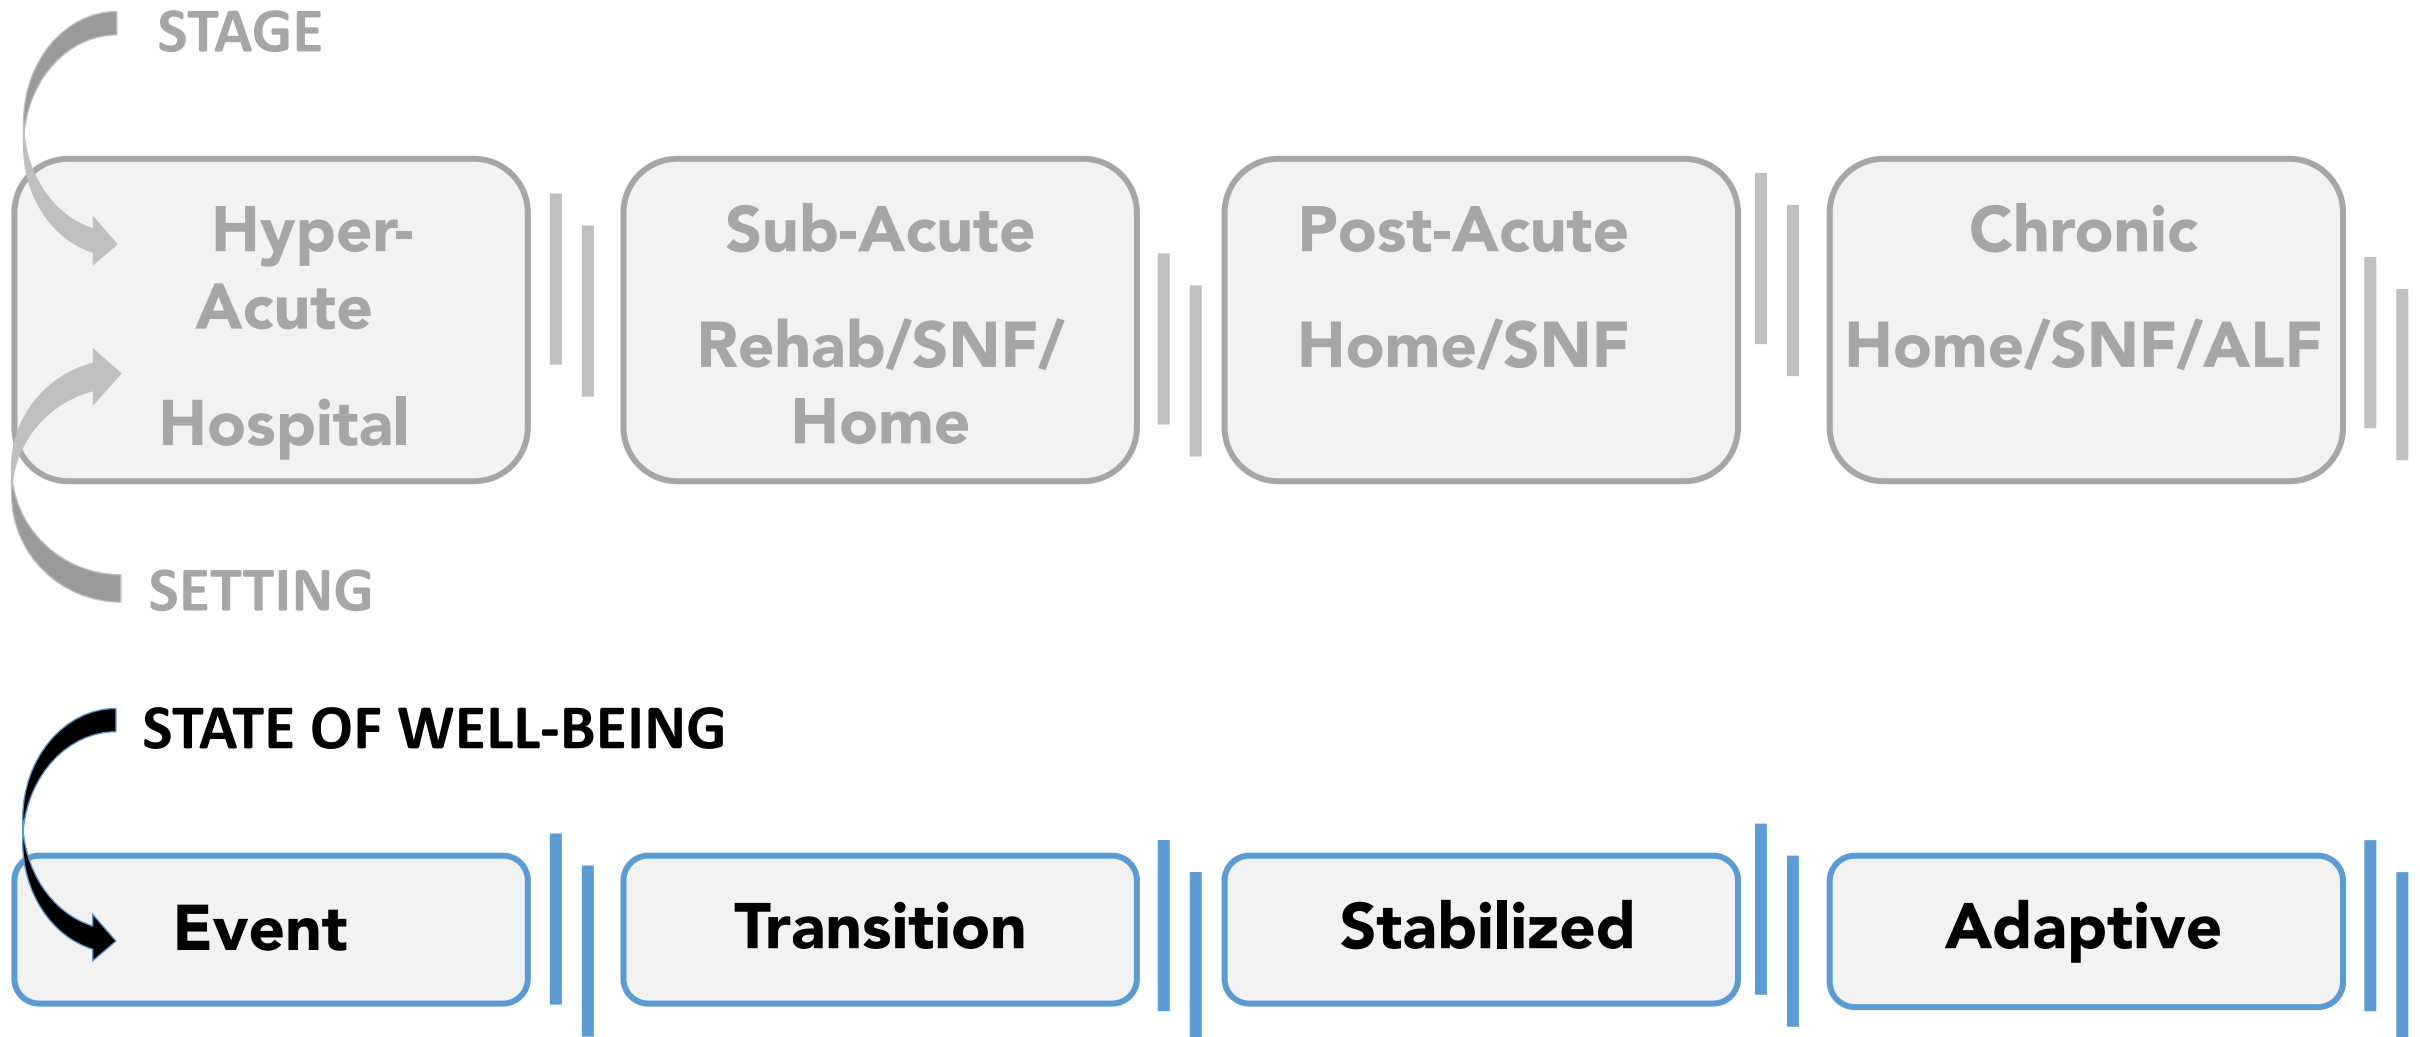 STAGE
Hyper-
Acute
Hospital
Sub-Acute
Rehab/SNF/
Home
Post-Acute
Home/SNF
Chronic
Home/SNF/ALF
SETTING
STATE OF WELL-BEING
Event
Transition
Stabilized
Adaptive